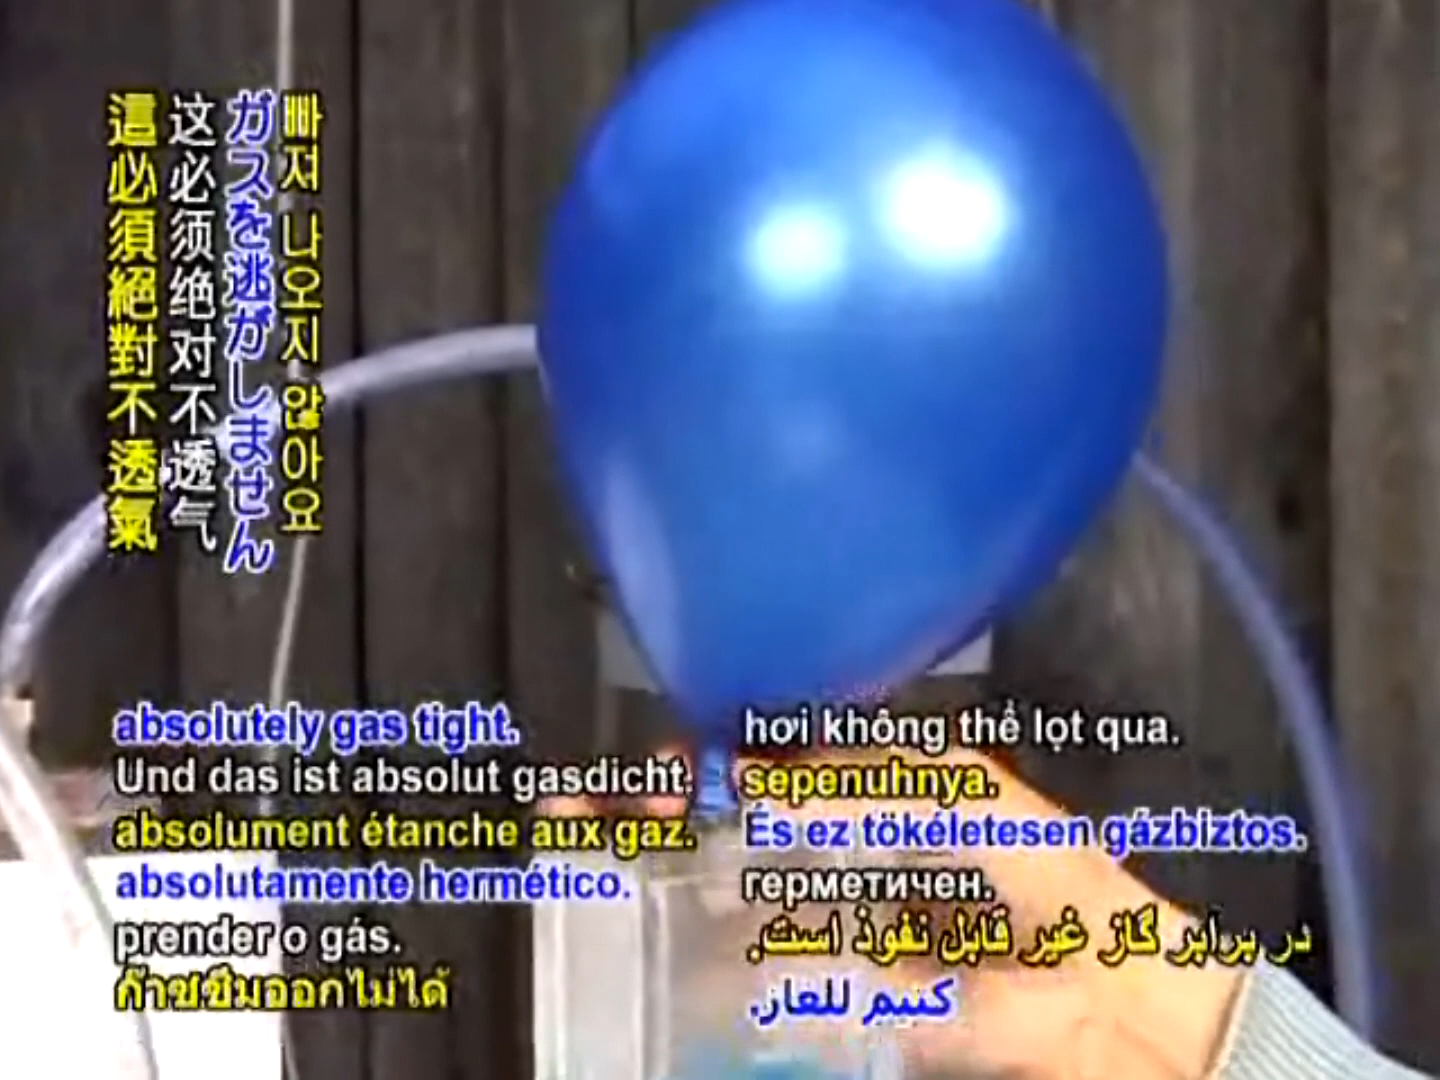 這必須絕對不透氣
这必须绝对不透气
ガスを逃がしません
빠져 나오지 않아요
absolutely gas tight.
Und das ist absolut gasdicht.
absolument étanche aux gaz.
absolutamente hermético.
prender o gás.
ก๊าซซึมออกไม่ได้
hơi không thể lọt qua.
sepenuhnya.
És ez tökéletesen gázbiztos.
герметичен.
در برابر گاز غیر قابل نفوذ است.
كتيم للغاز.